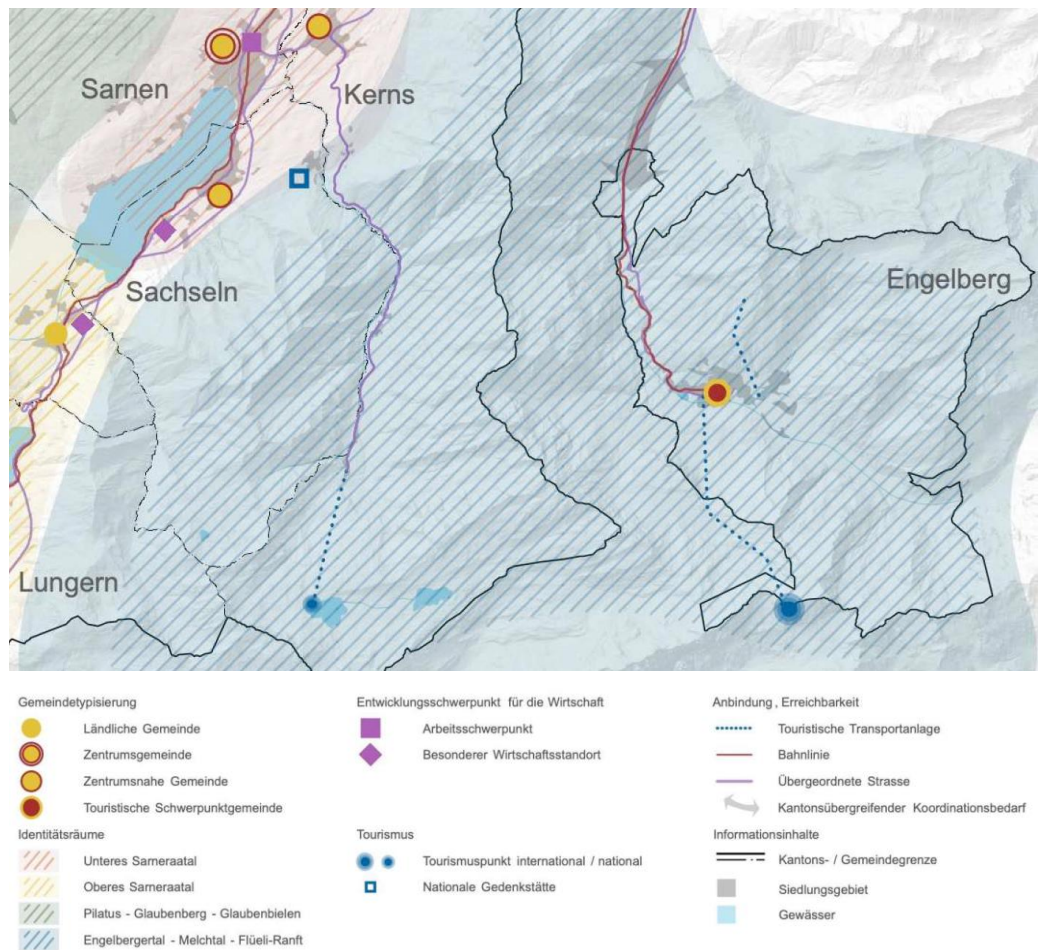 Sarnen
Kerns
Sachseln
Engelberg
Lungern
Gemeindetypisierung
Ländliche Gemeinde
Zentrumsgemeinde
Zentrumsnahe Gemeinde
Touristische Schwerpunktgemeinde
Identitätsräume
Unteres Sarneraatal
Oberes Sarneraatal
Pilatus - Glaubenberg - Glaubenbielen
Engelbergertal - Melchtal - Flüeli-Ranft
Entwicklungsschwerpunkt für die Wirtschaft
Arbeitsschwerpunkt
Besonderer Wirtschaftsstandort
Tourismus
Tourismuspunkt international / national
Nationale Gedenkstätte
Anbindung, Erreichbarkeit
Touristische Transportanlage
Bahnlinie
Übergeordnete Strasse
Kantonsübergreifender Koordinationsbedarf
Informationsinhalte
Kantons- / Gemeindegrenze
Siedlungsgebiet
Gewässer